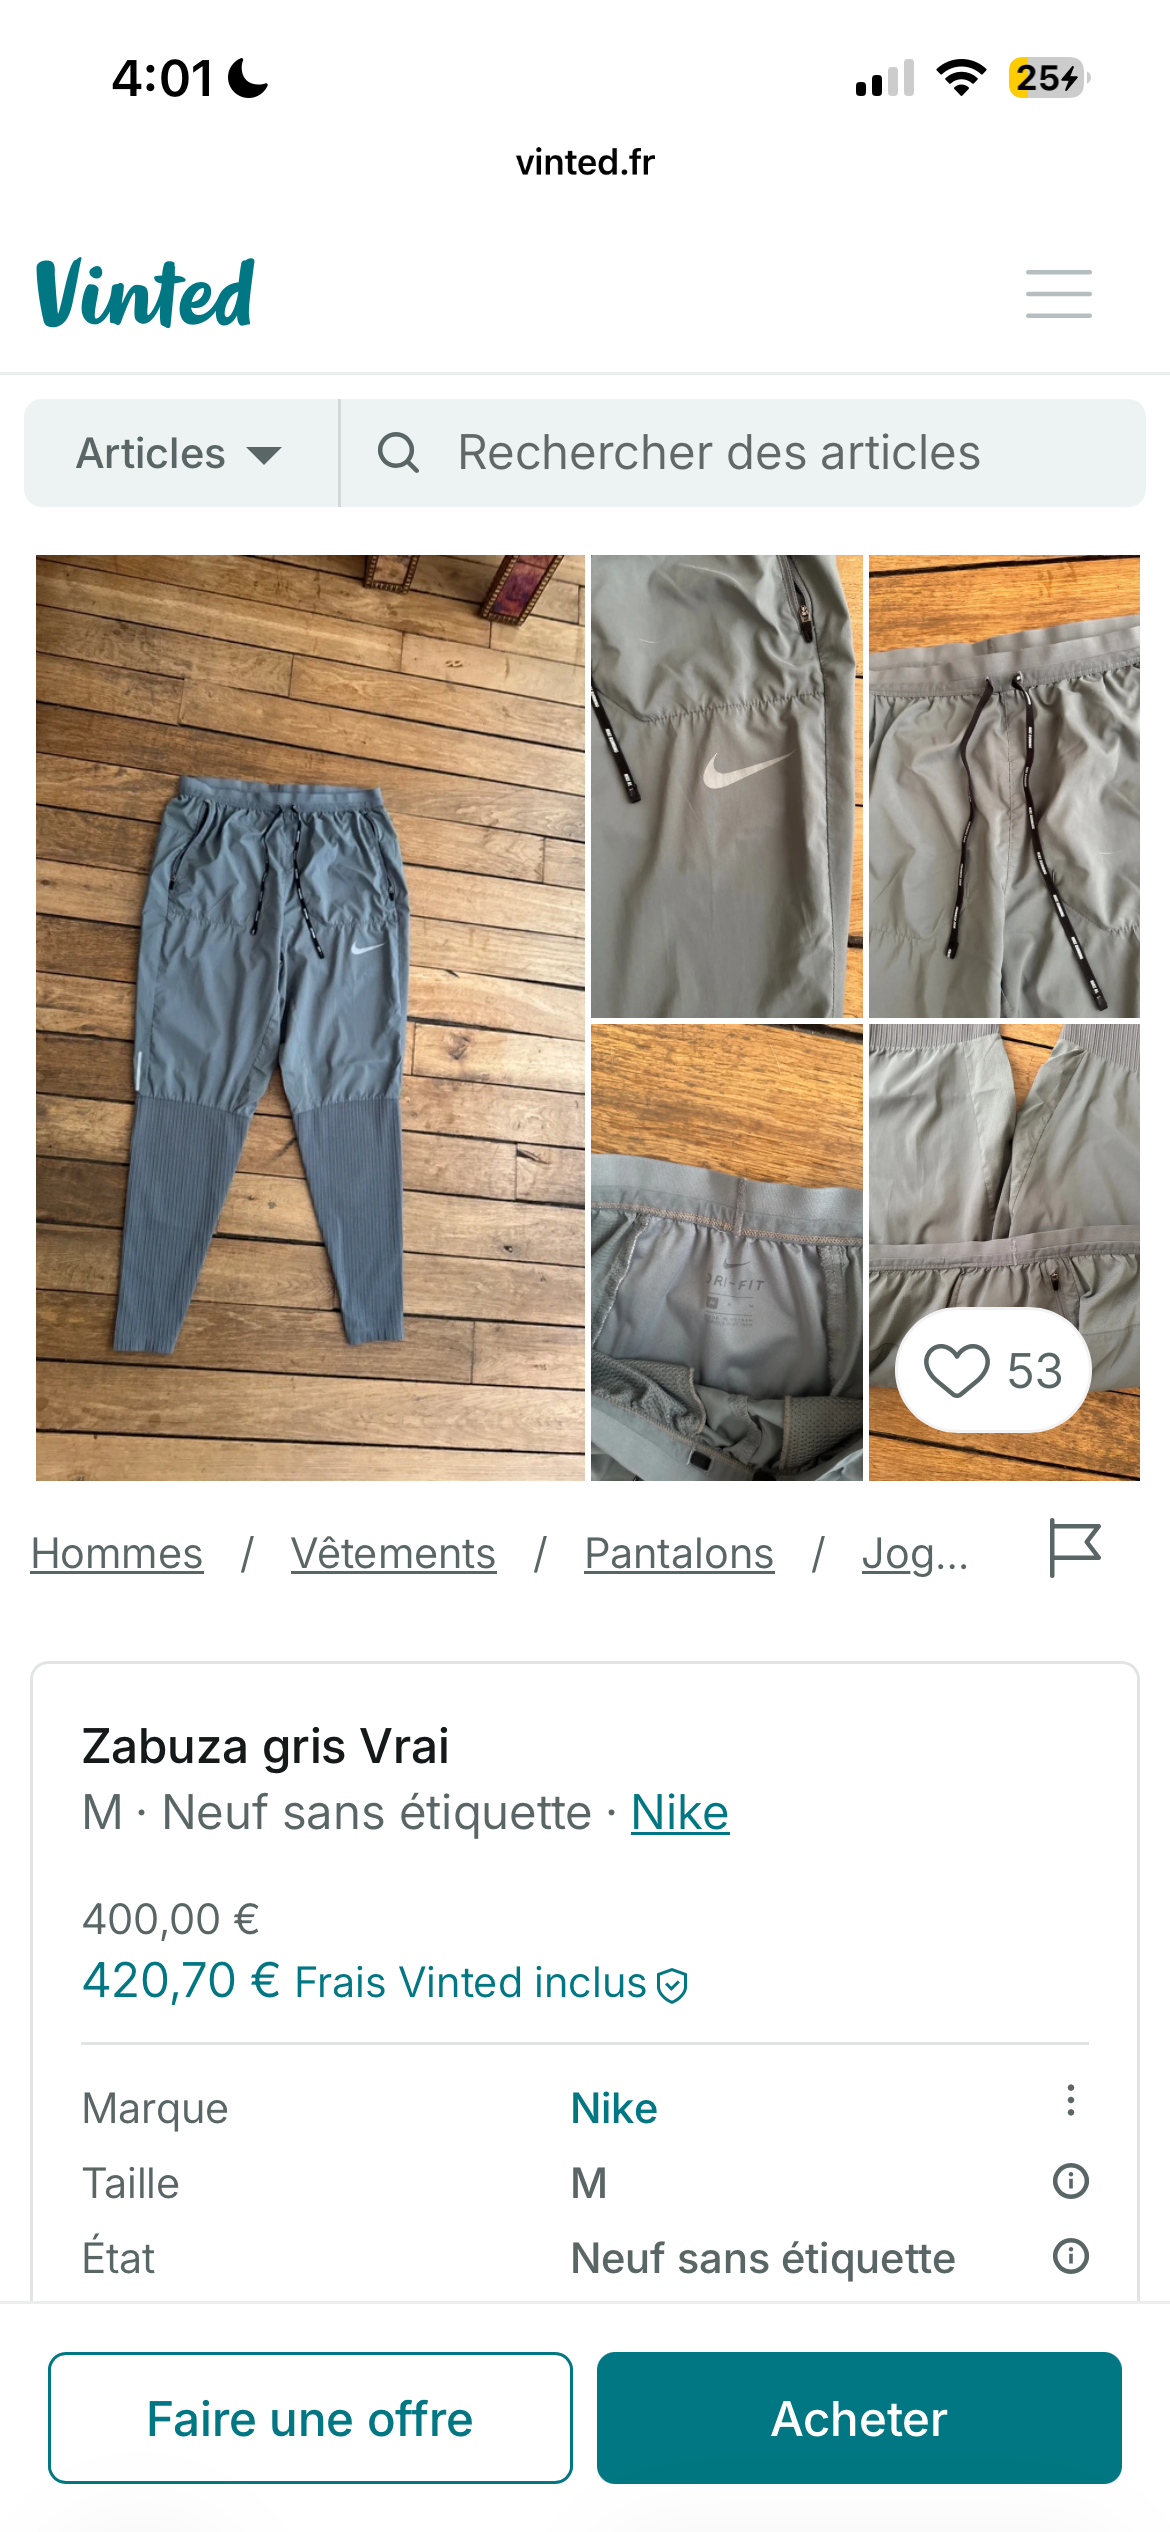 4:01
25
vinted.fr
Vinted
Articles
Rechercher des articles
DRI-FIT
53
Hommes / Vêtements / Pantalons / Jog...
Zabuza gris Vrai
M · Neuf sans étiquette · Nike
400,00 €
420,70 € Frais Vinted inclus
Marque Nike
Taille M
État Neuf sans étiquette
Faire une offre
Acheter